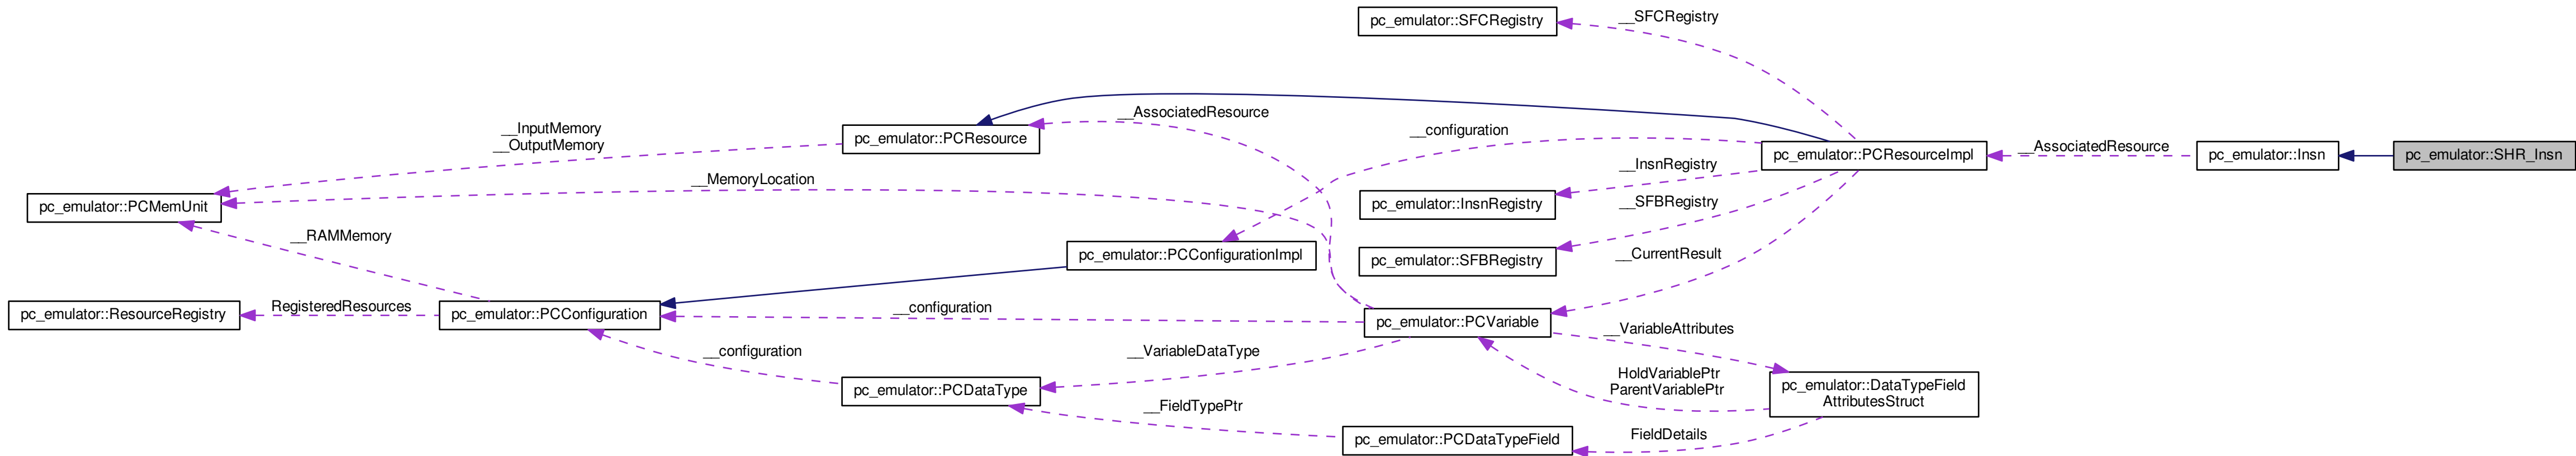 pc_emulator::SFCRegistry
__SFCRegistry
__AssociatedResource
__InputMemory
__OutputMemory
pc_emulator::PCResource
__configuration
pc_emulator::PCResourceImpl
__AssociatedResource
pc_emulator::Insn
pc_emulator::SHR_Insn
__InsnRegistry
__MemoryLocation
pc_emulator::PCMemUnit
pc_emulator::InsnRegistry
__SFBRegistry
__RAMMemory
pc_emulator::PCConfigurationImpl
pc_emulator::SFBRegistry
__CurrentResult
pc_emulator::ResourceRegistry
RegisteredResources
pc_emulator::PCConfiguration
__configuration
pc_emulator::PCVariable
__VariableAttributes
__configuration
__VariableDataType
HoldVariablePtr
ParentVariablePtr
pc_emulator::DataTypeField
AttributesStruct
pc_emulator::PCDataType
__FieldTypePtr
pc_emulator::PCDataTypeField
FieldDetails